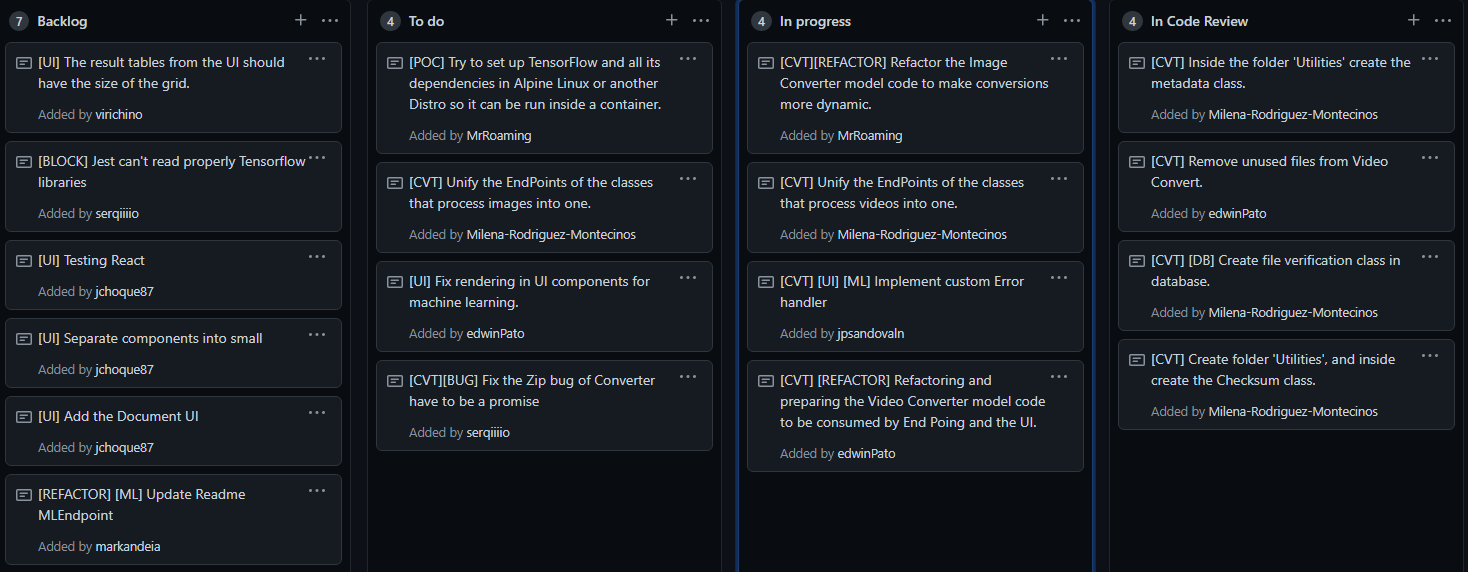 7 Backlog
[UI] The result tables from the UI should
have the size of the grid.
Added by virichino
[BLOCK] Jest can't read properly Tensorflow
libraries
Added by serqiiiio
[UI] Testing React
Added by jchoque87
[UI] Separate components into small
Added by jchoque87
[UI] Add the Document UI
Added by jchoque87
[REFACTOR] [ML] Update Readme
MLEndpoint
Added by markandeia
4 To do
[POC] Try to set up TensorFlow and all its
dependencies in Alpine Linux or another
Distro so it can be run inside a container.
Added by MrRoaming
[CVT] Unify the EndPoints of the classes
that process images into one.
Added by Milena-Rodriguez-Montecinos
[UI] Fix rendering in UI components for
machine learning.
Added by edwinPato
[CVT][BUG] Fix the Zip bug of Converter
have to be a promise
Added by serqiiiio
4 In progress
[CVT][REFACTOR] Refactor the Image
Converter model code to make conversions
more dynamic.
Added by MrRoaming
[CVT] Unify the EndPoints of the classes
that process videos into one.
Added by Milena-Rodriguez-Montecinos
[CVT] [UI] [ML] Implement custom Error
handler
Added by jpsandovaln
[CVT] [REFACTOR] Refactoring and
preparing the Video Converter model code
to be consumed by End Poing and the UI.
Added by edwinPato
4 In Code Review
[CVT] Inside the folder 'Utilities' create the
metadata class.
Added by Milena-Rodriguez-Montecinos
[CVT] Remove unused files from Video
Convert.
Added by edwinPato
[CVT] [DB] Create file verification class in
database.
Added by Milena-Rodriguez-Montecinos
[CVT] Create folder 'Utilities', and inside
create the Checksum class.
Added by Milena-Rodriguez-Montecinos